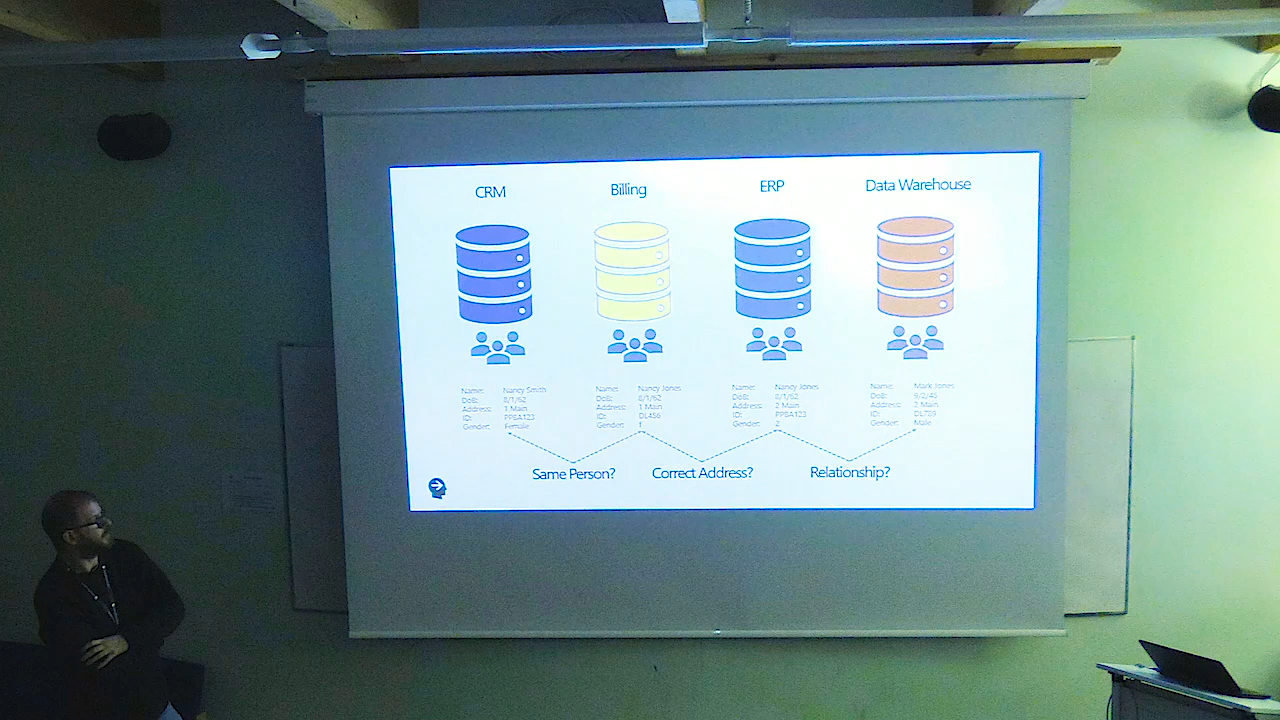 CRM Billing ERP Data Warehouse
Name: Nancy Smith Name: Nancy Jones Name: Nancy Jones Name: Mark Jones
DoB: 8/1/62 DoB: 8/1/62 DoB: 8/1/62 DoB: 9/2/45
Address: 1 Main Address: 1 Main Address: 2 Main Address: 2 Main
ID: PPSA123 ID: DL456 ID: PPSA123 ID: DL789
Gender: Female Gender: Gender: 2 Gender: Male
Same Person? Correct Address? Relationship?